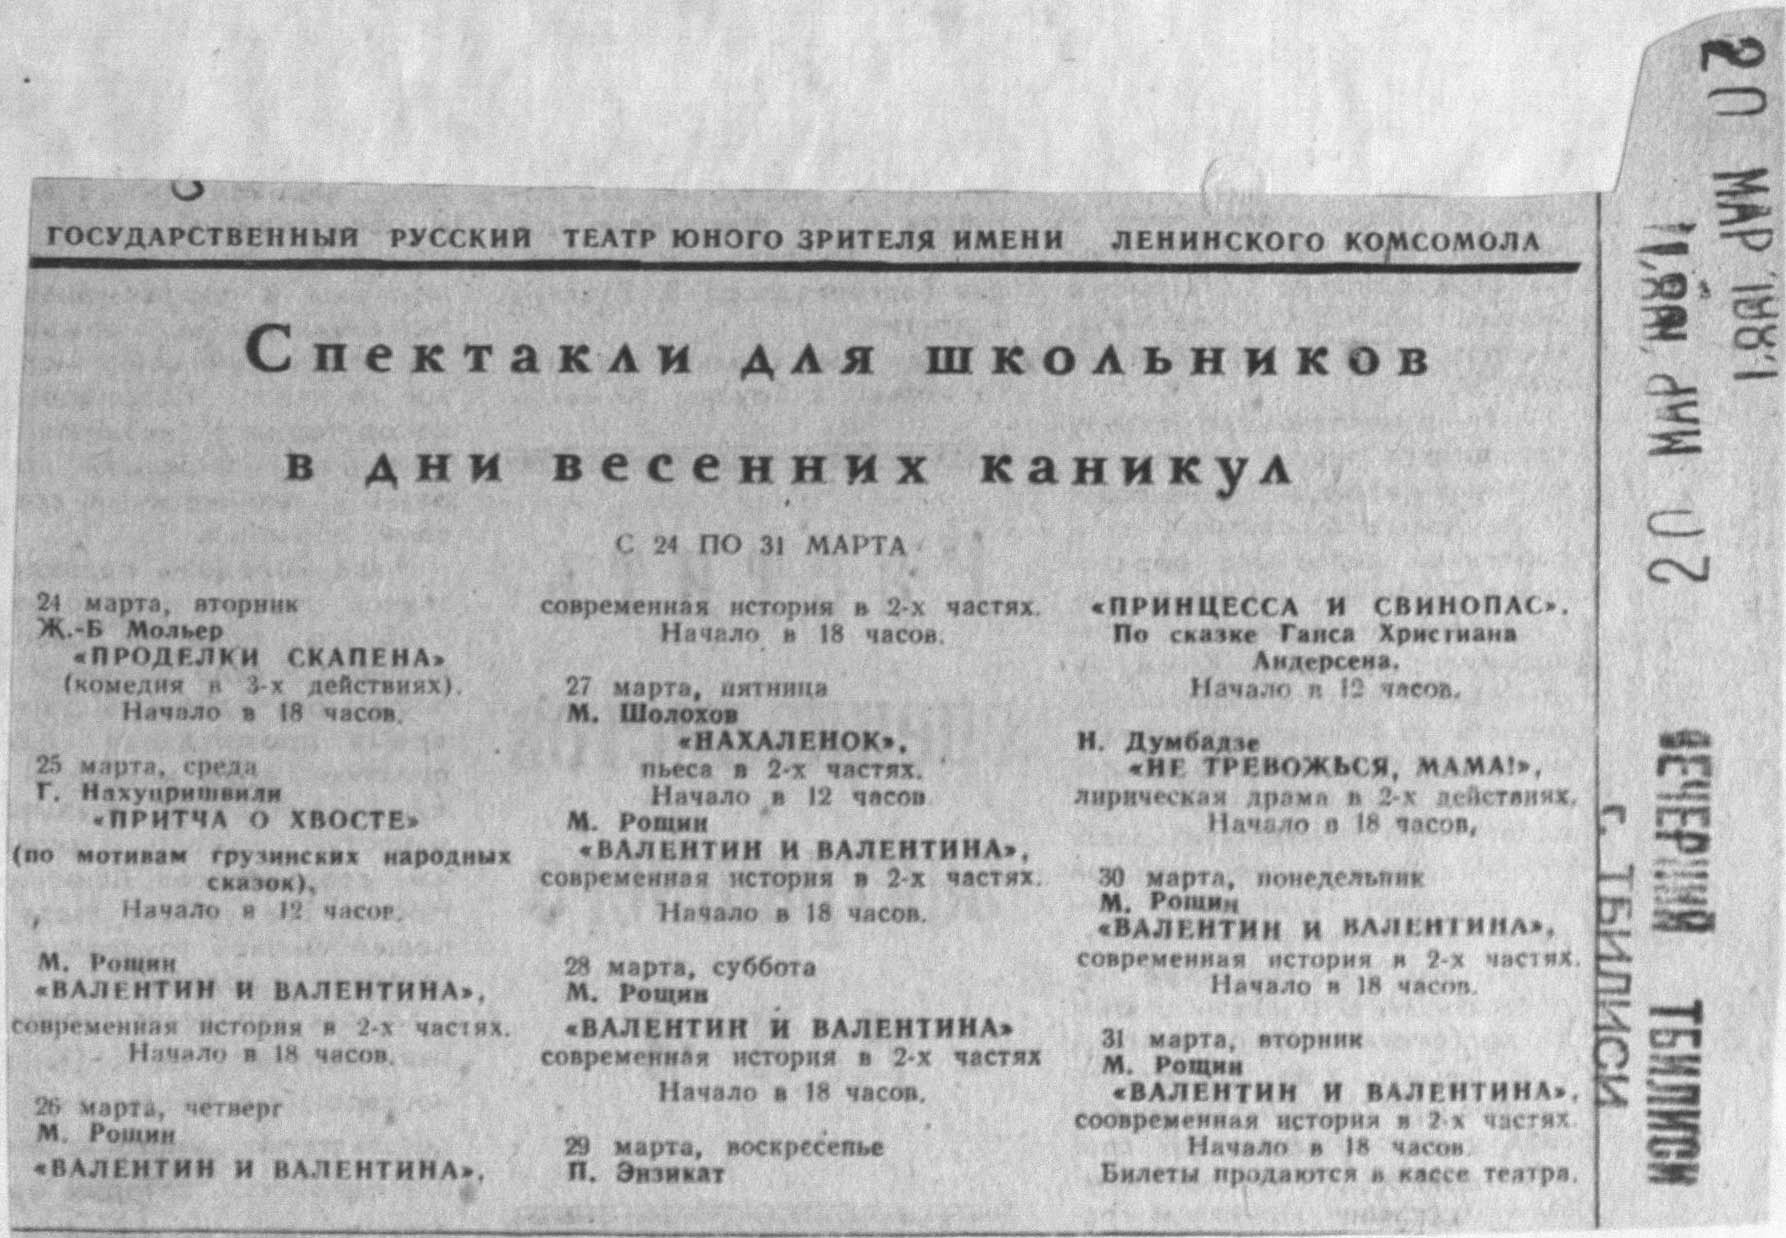 ГОСУДАРСТВЕННЫЙ РУССКИЙ ТЕАТР ЮНОГО ЗРИТЕЛЯ ИМЕНИ ЛЕНИНСКОГО КОМСОМОЛА
Спектакли для школьников
в дни весенних каникул
С 24 ПО 31 МАРТА
24 марта, вторник
Ж.-Б Мольер
«ПРОДЕЛКИ СКАПЕНА»
(комедия в 3-х действиях).
Начало в 18 часов.
25 марта, среда
Г. Нахуцришвили
«ПРИТЧА О ХВОСТЕ»
(по мотивам грузинских народных
сказок),
Начало в 12 часов.
М. Рощин
«ВАЛЕНТИН И ВАЛЕНТИНА»,
современная история в 2-х частях.
Начало в 18 часов.
26 марта, четверг
М. Рощин
«ВАЛЕНТИН И ВАЛЕНТИНА»,
современная история в 2-х частях.
Начало в 18 часов.
27 марта, пятница
М. Шолохов
«НАХАЛЕНОК»,
пьеса в 2-х частях.
Начало в 12 часов
М. Рощин
«ВАЛЕНТИН И ВАЛЕНТИНА»,
современная история в 2-х частях.
Начало в 18 часов.
28 марта, суббота
М. Рощин
«ВАЛЕНТИН И ВАЛЕНТИНА»
современная история в 2-х частях
Начало в 18 часов.
29 марта, воскресенье
П. Энзикат
«ПРИНЦЕССА И СВИНОПАС».
По сказке Ганса Христиана
Андерсена.
Начало в 12 часов.
Н. Думбадзе
«НЕ ТРЕВОЖЬСЯ, МАМА!»,
лирическая драма в 2-х действиях.
Начало в 18 часов,
30 марта, понедельник
М. Рощин
«ВАЛЕНТИН И ВАЛЕНТИНА»,
современная история в 2-х частях.
Начало в 18 часов.
31 марта, вторник
М. Рощин
«ВАЛЕНТИН И ВАЛЕНТИНА»,
соовременная история в 2-х частях.
Начало в 18 часов.
Билеты продаются в кассе театра.
20 МАР 1981
20 МАР 1981
ВЕЧЕРНИЙ ТБИЛИСИ
г. ТБИЛИСИ